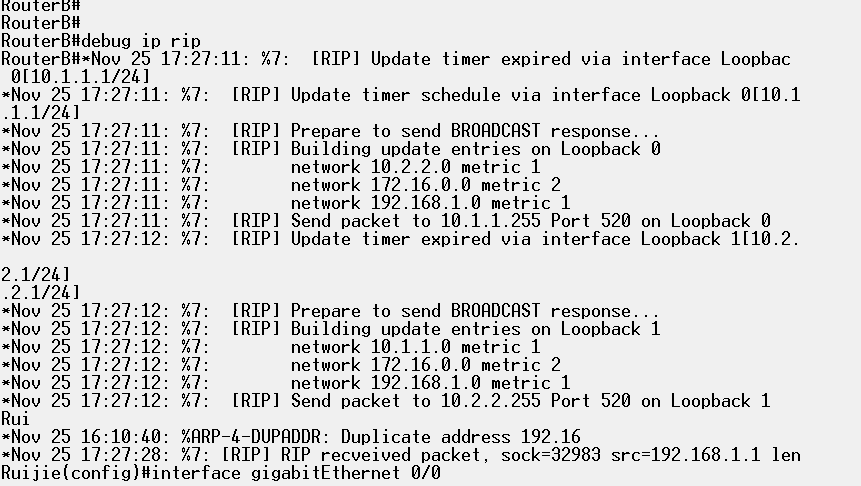 RouterB#
RouterB#
RouterB#debug ip rip
RouterB#*Nov 25 17:27:11: %7:  [RIP] Update timer expired via interface Loopbac
 0[10.1.1.1/24]
*Nov 25 17:27:11: %7:  [RIP] Update timer schedule via interface Loopback 0[10.1
.1.1/24]
*Nov 25 17:27:11: %7:  [RIP] Prepare to send BROADCAST response...
*Nov 25 17:27:11: %7:  [RIP] Building update entries on Loopback 0
*Nov 25 17:27:11: %7:        network 10.2.2.0 metric 1
*Nov 25 17:27:11: %7:        network 172.16.0.0 metric 2
*Nov 25 17:27:11: %7:        network 192.168.1.0 metric 1
*Nov 25 17:27:11: %7:  [RIP] Send packet to 10.1.1.255 Port 520 on Loopback 0
*Nov 25 17:27:12: %7:  [RIP] Update timer expired via interface Loopback 1[10.2.
2.1/24]
.2.1/24]
*Nov 25 17:27:12: %7:  [RIP] Prepare to send BROADCAST response...
*Nov 25 17:27:12: %7:  [RIP] Building update entries on Loopback 1
*Nov 25 17:27:12: %7:        network 10.1.1.0 metric 1
*Nov 25 17:27:12: %7:        network 172.16.0.0 metric 2
*Nov 25 17:27:12: %7:        network 192.168.1.0 metric 1
*Nov 25 17:27:12: %7:  [RIP] Send packet to 10.2.2.255 Port 520 on Loopback 1
Rui
*Nov 25 16:10:40: %ARP-4-DUPADDR: Duplicate address 192.16
*Nov 25 17:27:28: %7: [RIP] RIP recveived packet, sock=32983 src=192.168.1.1 len
Ruijie(config)#interface gigabitEthernet 0/0